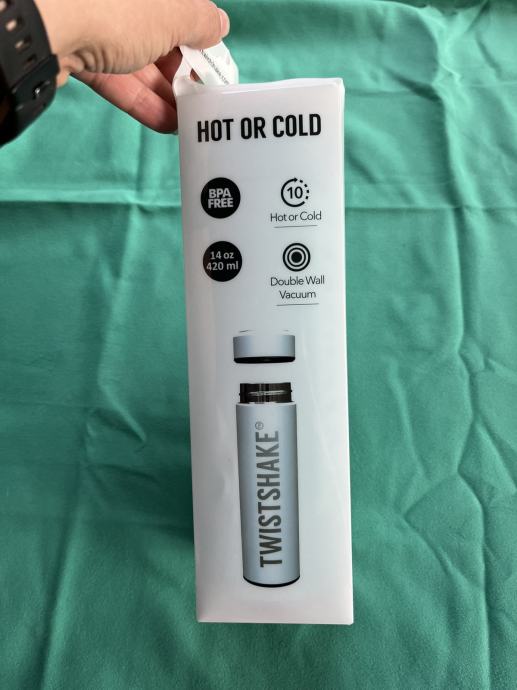 HOT OR COLD
BPA
FREE
10
Hot or Cold
14 oz
420 ml
Double Wall
Vacuum
TWISTSHAKE®